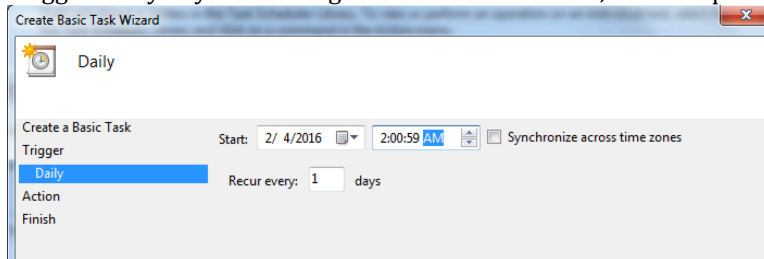 Create Basic Task Wizard
Daily
Create a Basic Task
Trigger
Daily
Action
Finish
Start: 2/ 4/2016 2:00:59 AM Synchronize across time zones
Recur every: 1 days